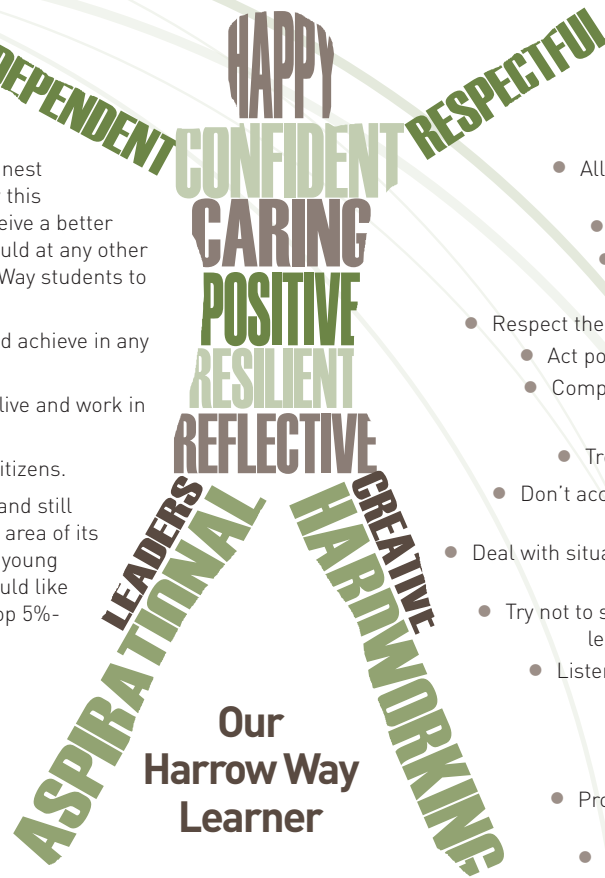 HAPPY
DEPENDENT
RESPECTFUL
CONFIDENT
CARING
POSITIVE
RESILIENT
REFLECTIVE
LEADERS
CREATIVE
ASPIRATIONAL
HARDWORKING
Our
Harrow Way
Learner
nest
this
eive a better
uld at any other
Way students to
d achieve in any
live and work in
itizens.
and still
area of its
young
uld like
op 5%-
• All
• Respect the
• Act po
• Comp
• Tr
• Don't acc
• Deal with situa
• Try not to s
le
• Listen
• Pro